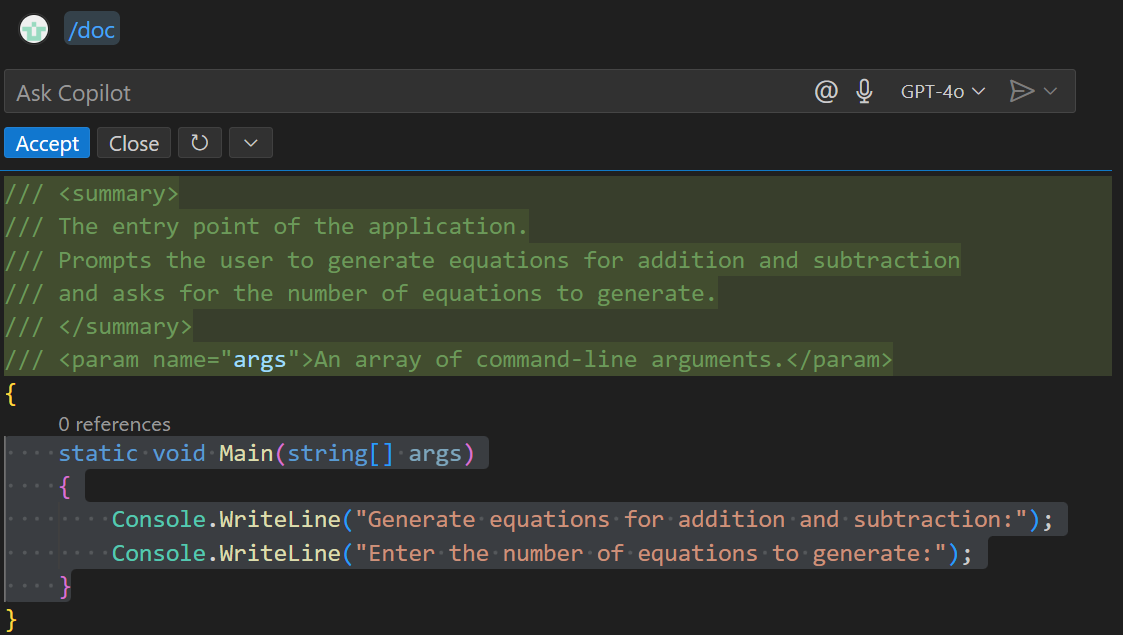 /doc
Ask Copilot @ GPT-4o
Accept Close
/// <summary>
/// The entry point of the application.
/// Prompts the user to generate equations for addition and subtraction
/// and asks for the number of equations to generate.
/// </summary>
/// <param name="args">An array of command-line arguments.</param>
{
0 references
static void Main(string[] args)
{
Console.WriteLine("Generate equations for addition and subtraction:");
Console.WriteLine("Enter the number of equations to generate:");
}
}